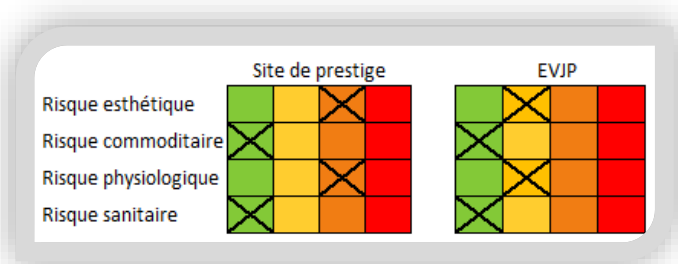 Site de prestige EVJP
Risque esthétique
Risque commoditaire
Risque physiologique
Risque sanitaire